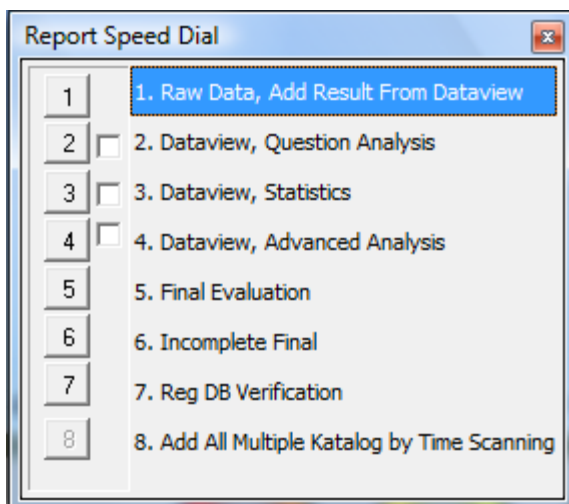 Report Speed Dial
1 1. Raw Data, Add Result From Dataview
2 2. Dataview, Question Analysis
3 3. Dataview, Statistics
4 4. Dataview, Advanced Analysis
5 5. Final Evaluation
6 6. Incomplete Final
7 7. Reg DB Verification
8 8. Add All Multiple Katalog by Time Scanning